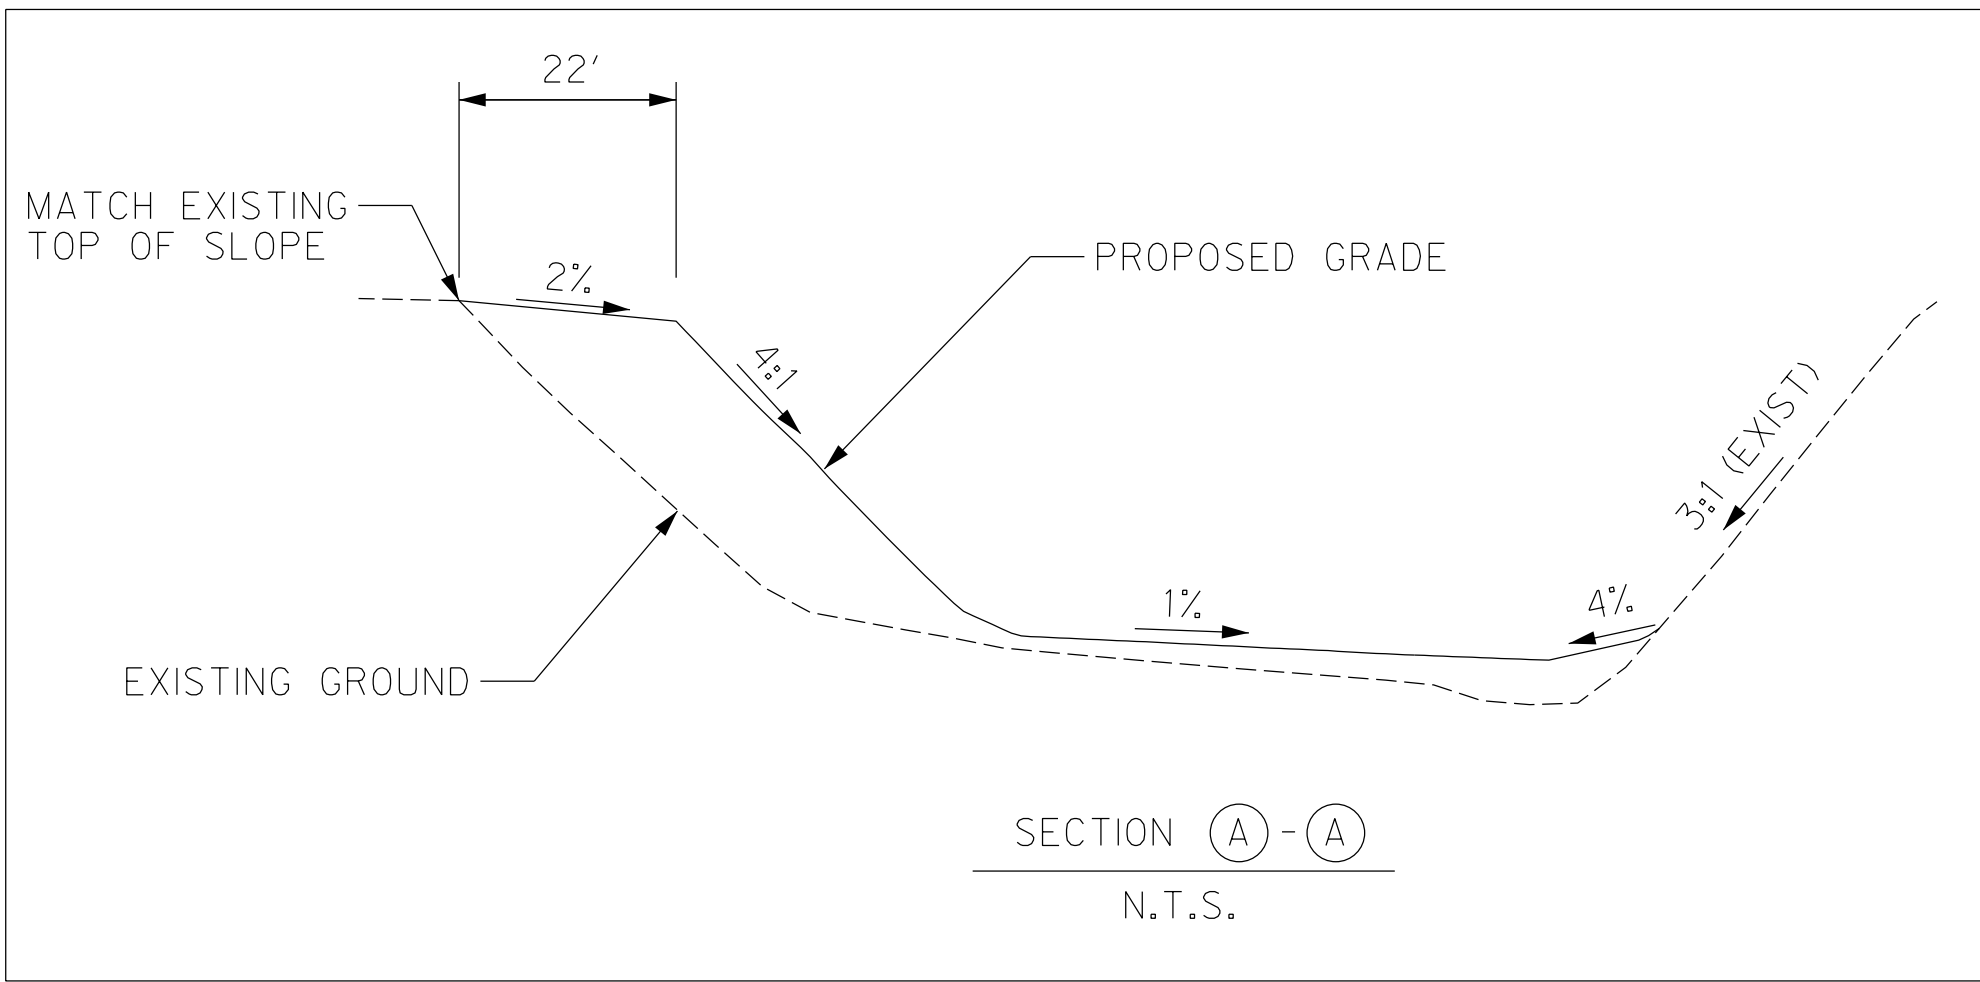 22'
MATCH EXISTING
TOP OF SLOPE
2%
PROPOSED GRADE
4:1
3:1 (EXIST)
1%
4%
EXISTING GROUND
SECTION A - A
N.T.S.